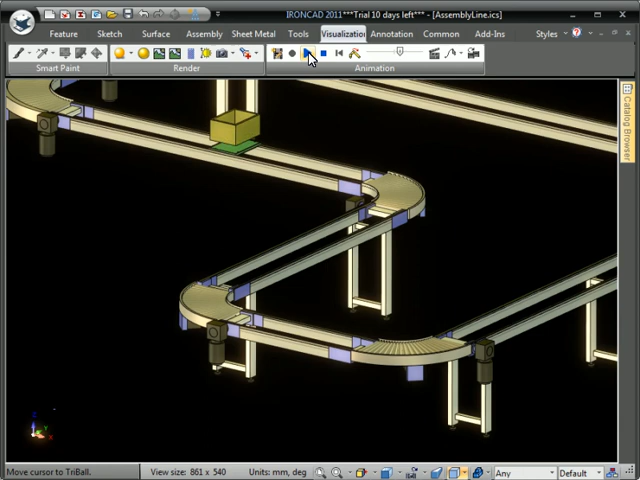 IRONCAD 2011***Trial 10 days left*** - [AssemblyLine.ics]
Feature Sketch Surface Assembly Sheet Metal Tools Visualization Annotation Common Add-Ins Styles
Smart Paint Render Animation
Catalog Browser
Move cursor to TriBall. View size: 861 x 540 Units: mm, deg Any Default